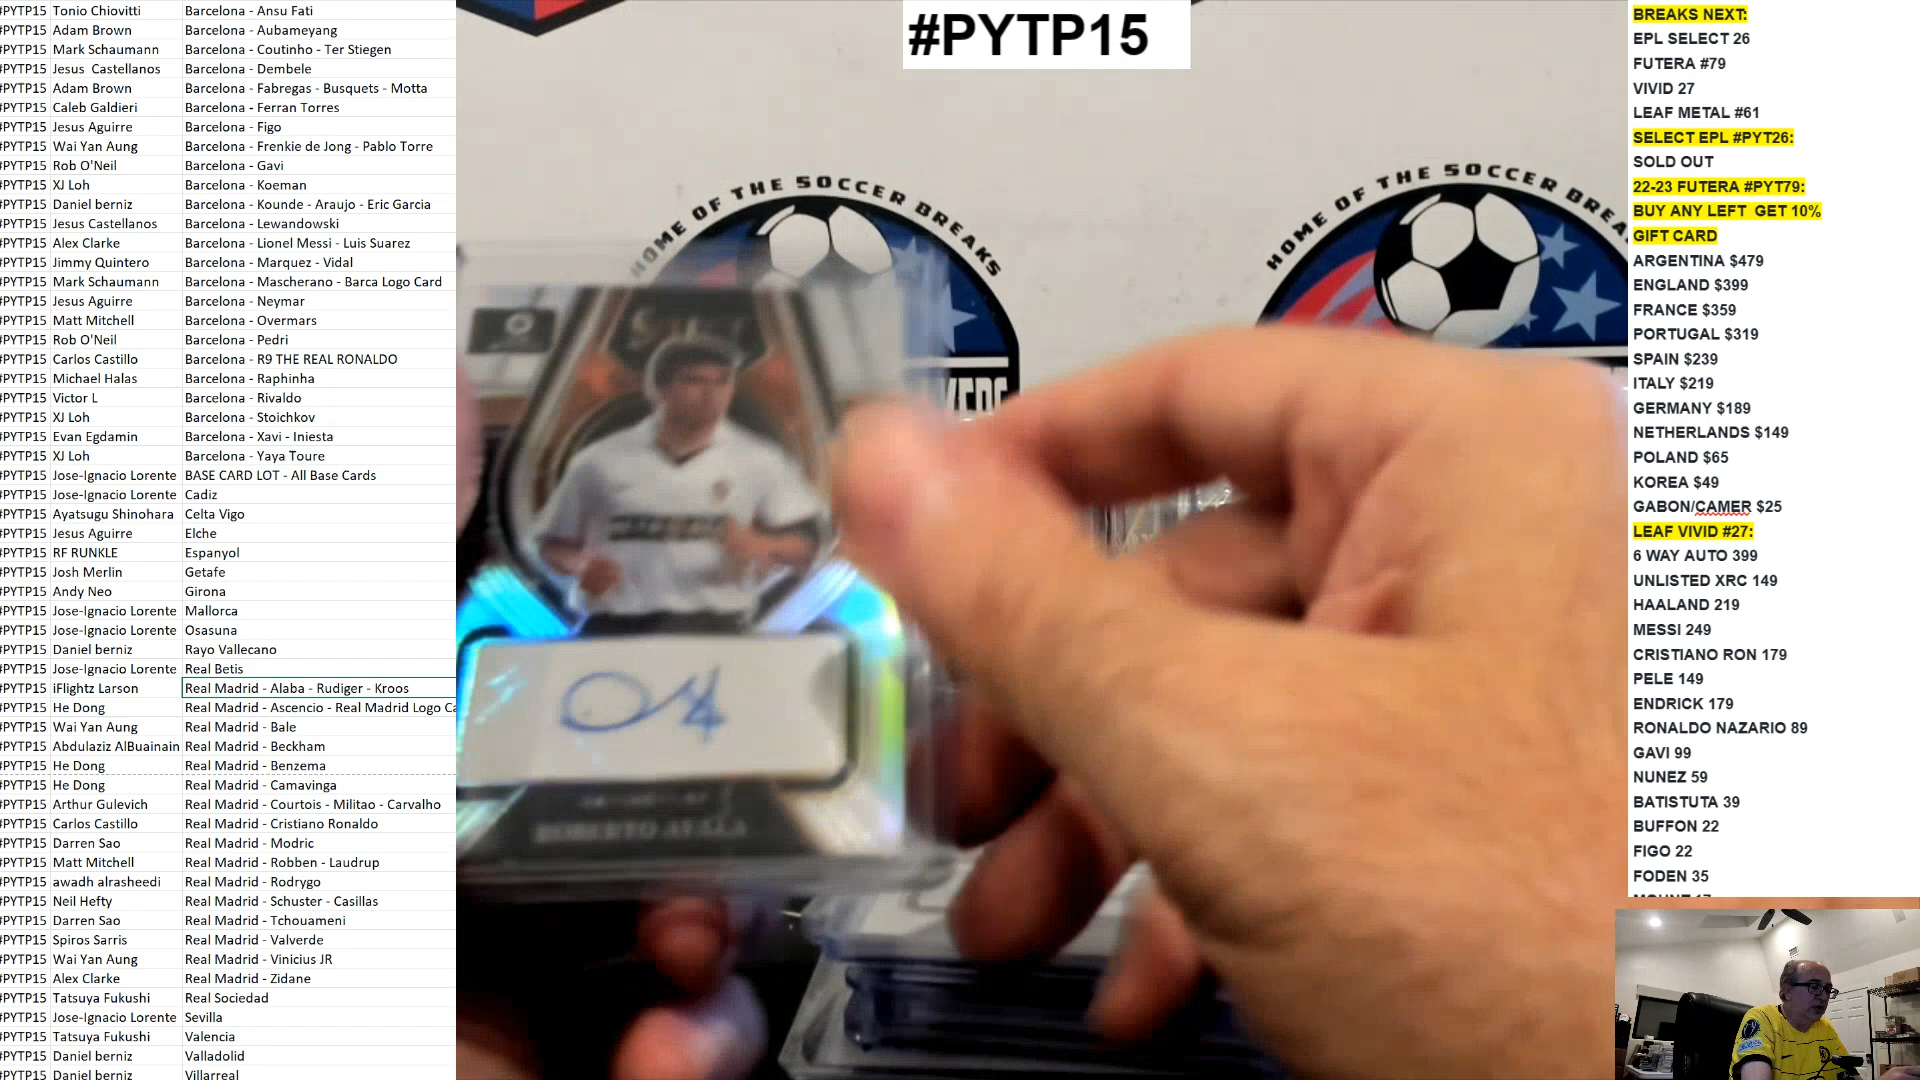 #PYTP15 Tonio Chiovitti Barcelona - Ansu Fati
#PYTP15 Adam Brown Barcelona - Aubameyang
#PYTP15 Mark Schaumann Barcelona - Coutinho - Ter Stiegen
#PYTP15 Jesus Castellanos Barcelona - Dembele
#PYTP15 Adam Brown Barcelona - Fabregas - Busquets - Motta
#PYTP15 Caleb Galdieri Barcelona - Ferran Torres
#PYTP15 Jesus Aguirre Barcelona - Figo
#PYTP15 Wai Yan Aung Barcelona - Frenkie de Jong - Pablo Torre
#PYTP15 Rob O'Neil Barcelona - Gavi
#PYTP15 XJ Loh Barcelona - Koeman
#PYTP15 Daniel berniz Barcelona - Kounde - Araujo - Eric Garcia
#PYTP15 Jesus Castellanos Barcelona - Lewandowski
#PYTP15 Alex Clarke Barcelona - Lionel Messi - Luis Suarez
#PYTP15 Jimmy Quintero Barcelona - Marquez - Vidal
#PYTP15 Mark Schaumann Barcelona - Mascherano - Barca Logo Card
#PYTP15 Jesus Aguirre Barcelona - Neymar
#PYTP15 Matt Mitchell Barcelona - Overmars
#PYTP15 Rob O'Neil Barcelona - Pedri
#PYTP15 Carlos Castillo Barcelona - R9 THE REAL RONALDO
#PYTP15 Michael Halas Barcelona - Raphinha
#PYTP15 Victor L Barcelona - Rivaldo
#PYTP15 XJ Loh Barcelona - Stoichkov
#PYTP15 Evan Egdamin Barcelona - Xavi - Iniesta
#PYTP15 XJ Loh Barcelona - Yaya Toure
#PYTP15 Jose-Ignacio Lorente BASE CARD LOT - All Base Cards
#PYTP15 Jose-Ignacio Lorente Cadiz
#PYTP15 Ayatsugu Shinohara Celta Vigo
#PYTP15 Jesus Aguirre Elche
#PYTP15 RF RUNKLE Espanyol
#PYTP15 Josh Merlin Getafe
#PYTP15 Andy Neo Girona
#PYTP15 Jose-Ignacio Lorente Mallorca
#PYTP15 Jose-Ignacio Lorente Osasuna
#PYTP15 Daniel berniz Rayo Vallecano
#PYTP15 Jose-Ignacio Lorente Real Betis
#PYTP15 iFlightz Larson Real Madrid - Alaba - Rudiger - Kroos
#PYTP15 He Dong Real Madrid - Ascencio - Real Madrid Logo
#PYTP15 Wai Yan Aung Real Madrid - Bale
#PYTP15 Abdulaziz AlBuainain Real Madrid - Beckham
#PYTP15 He Dong Real Madrid - Benzema
#PYTP15 He Dong Real Madrid - Camavinga
#PYTP15 Arthur Gulevich Real Madrid - Courtois - Militao - Carvalho
#PYTP15 Carlos Castillo Real Madrid - Cristiano Ronaldo
#PYTP15 Darren Sao Real Madrid - Modric
#PYTP15 Matt Mitchell Real Madrid - Robben - Laudrup
#PYTP15 awadh alrasheedi Real Madrid - Rodrygo
#PYTP15 Neil Hefty Real Madrid - Schuster - Casillas
#PYTP15 Darren Sao Real Madrid - Tchouameni
#PYTP15 Spiros Sarris Real Madrid - Valverde
#PYTP15 Wai Yan Aung Real Madrid - Vinicius JR
#PYTP15 Alex Clarke Real Madrid - Zidane
#PYTP15 Tatsuya Fukushi Real Sociedad
#PYTP15 Jose-Ignacio Lorente Sevilla
#PYTP15 Tatsuya Fukushi Valencia
#PYTP15 Daniel berniz Valladolid
#PYTP15 Daniel berniz Villarreal
#PYTP15
HOME OF THE SOCCER BREAKS
HOME OF THE SOCCER
Select
ROBERTO AYALA
BREAKS NEXT:
EPL SELECT 26
FUTERA #79
VIVID 27
LEAF METAL #61
SELECT EPL #PYT26:
SOLD OUT
22-23 FUTERA #PYT79:
BUY ANY LEFT GET 10%
GIFT CARD
ARGENTINA $479
ENGLAND $399
FRANCE $359
PORTUGAL $319
SPAIN $239
ITALY $219
GERMANY $189
NETHERLANDS $149
POLAND $65
KOREA $49
GABON/CAMER $25
LEAF VIVID #27:
6 WAY AUTO 399
UNLISTED XRC 149
HAALAND 219
MESSI 249
CRISTIANO RON 179
PELE 149
ENDRICK 179
RONALDO NAZARIO 89
GAVI 99
NUNEZ 59
BATISTUTA 39
BUFFON 22
FIGO 22
FODEN 35